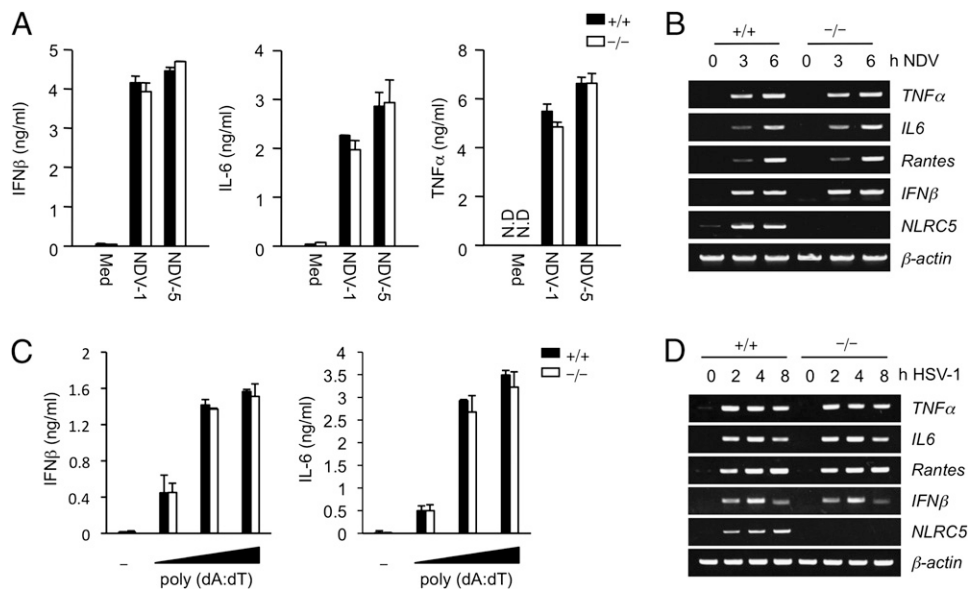 A
+/+
−/−
IFNβ (ng/ml)
5
4
3
2
1
0
Med
NDV-1
NDV-5
IL-6 (ng/ml)
4
3
2
1
0
Med
NDV-1
NDV-5
TNFα (ng/ml)
8
6
4
2
0
N.D
N.D
Med
NDV-1
NDV-5
B
+/+ −/−
0 3 6 0 3 6 h NDV
TNFα
IL6
Rantes
IFNβ
NLRC5
β-actin
C
+/+
−/−
IFNβ (ng/ml)
2
1.6
1.2
0.8
0.4
0
–
poly (dA:dT)
IL-6 (ng/ml)
4
3.5
3
2.5
2
1.5
1
0.5
0
–
poly (dA:dT)
D
+/+ −/−
0 2 4 8 0 2 4 8 h HSV-1
TNFα
IL6
Rantes
IFNβ
NLRC5
β-actin